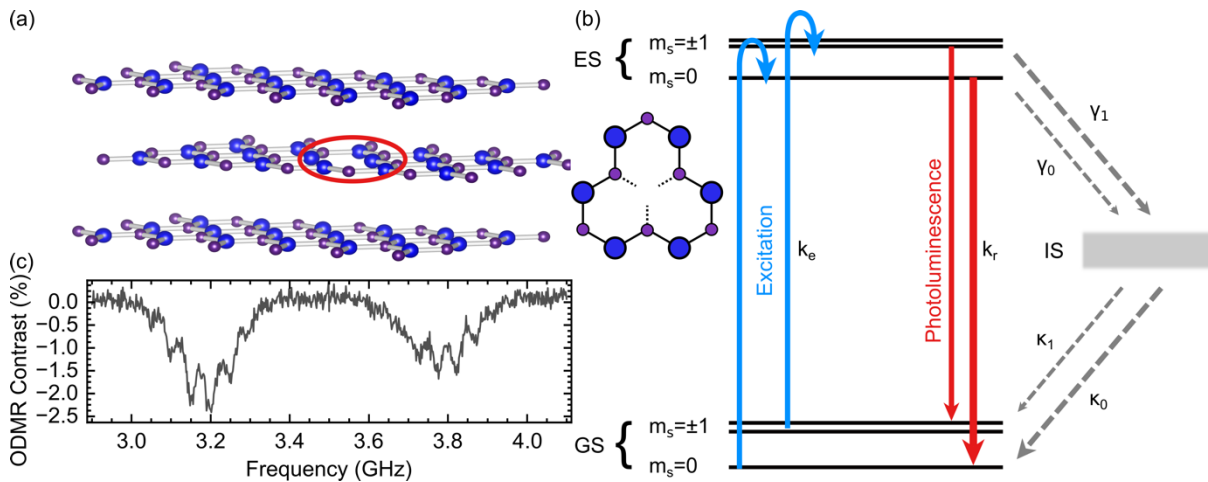 (a)
(b)
ES
{
mₛ=±1
mₛ=0
γ₁
γ₀
Excitation
kₑ
Photoluminescence
kᵣ
IS
κ₁
κ₀
GS
{
mₛ=±1
mₛ=0
(c)
ODMR Contrast (%)
0.0
−0.5
−1.0
−1.5
−2.0
−2.5
3.0 3.2 3.4 3.6 3.8 4.0
Frequency (GHz)